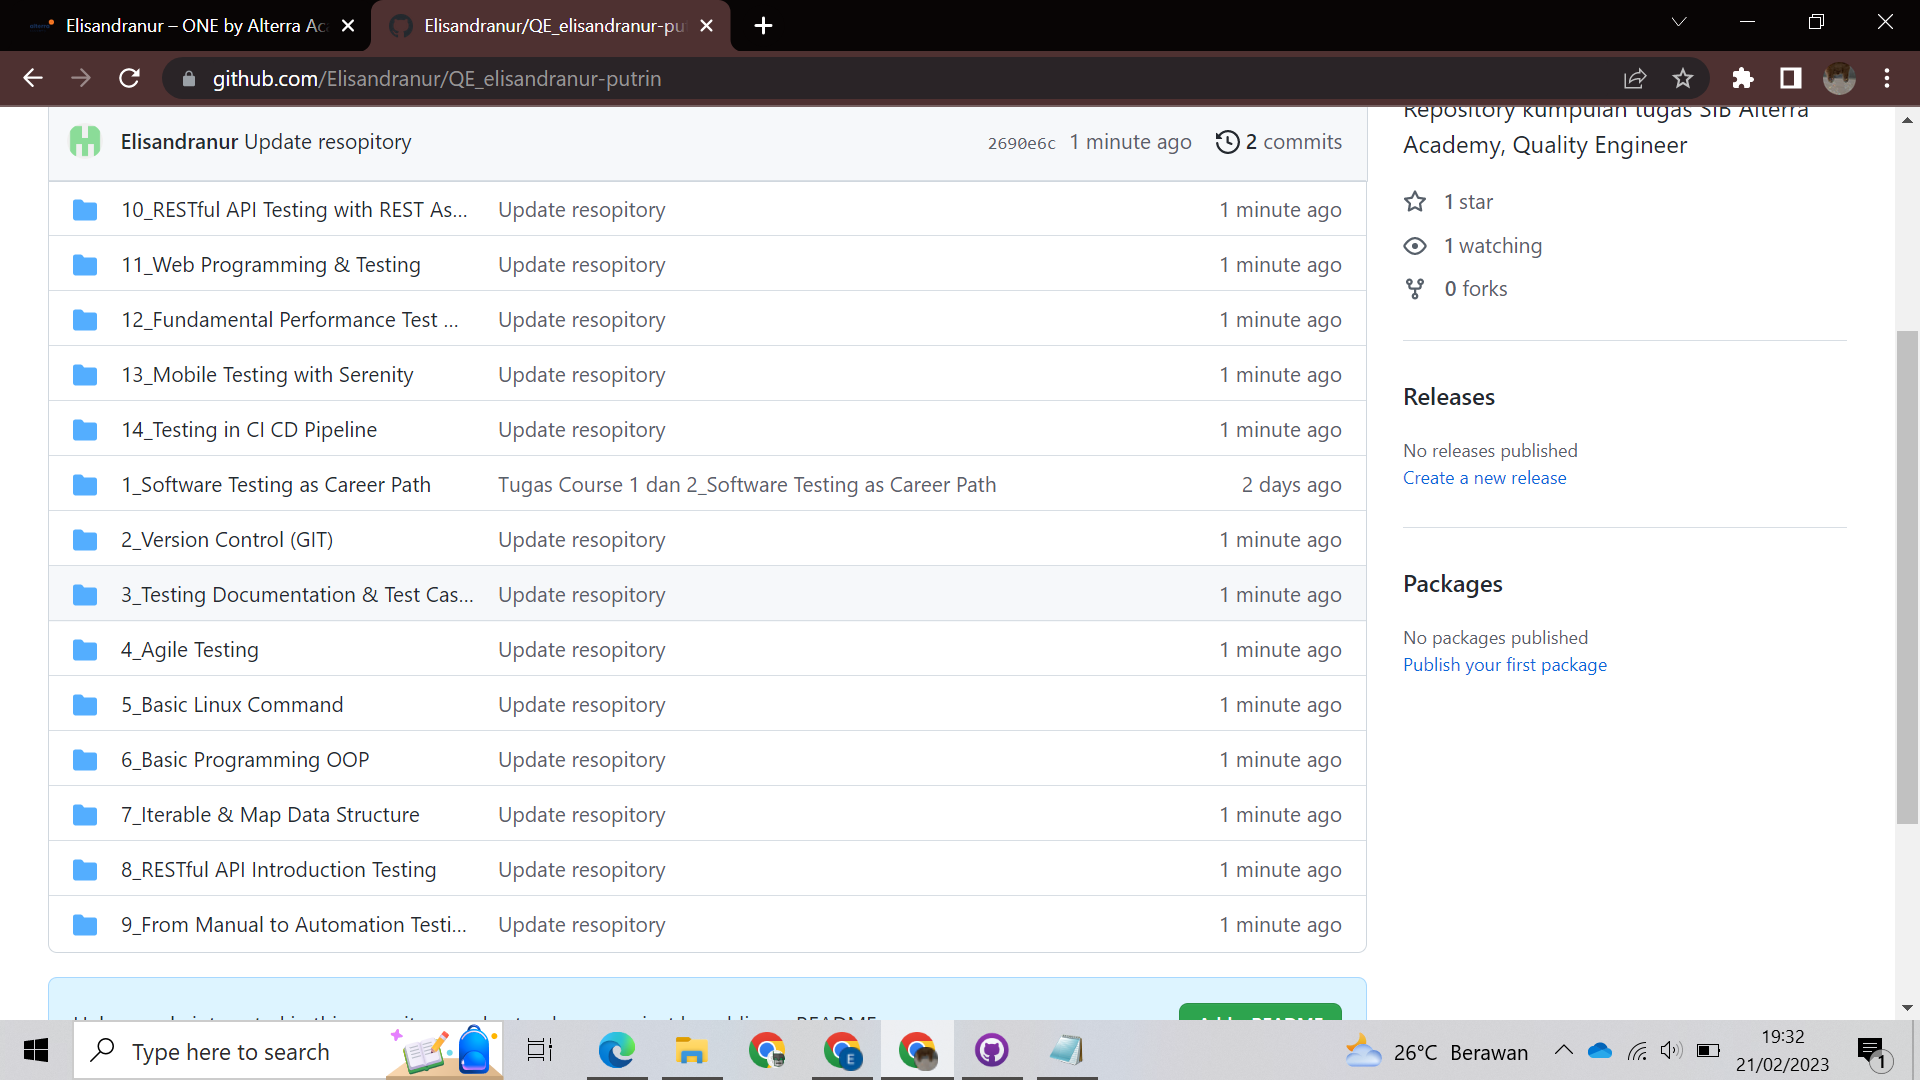 Elisandranur – ONE by Alterra Ac
Elisandranur/QE_elisandranur-pu
github.com/Elisandranur/QE_elisandranur-putrin
Elisandranur Update resopitory
2690e6c 1 minute ago 2 commits
10_RESTful API Testing with REST As... Update resopitory 1 minute ago
11_Web Programming & Testing Update resopitory 1 minute ago
12_Fundamental Performance Test ... Update resopitory 1 minute ago
13_Mobile Testing with Serenity Update resopitory 1 minute ago
14_Testing in CI CD Pipeline Update resopitory 1 minute ago
1_Software Testing as Career Path Tugas Course 1 dan 2_Software Testing as Career Path 2 days ago
2_Version Control (GIT) Update resopitory 1 minute ago
3_Testing Documentation & Test Cas... Update resopitory 1 minute ago
4_Agile Testing Update resopitory 1 minute ago
5_Basic Linux Command Update resopitory 1 minute ago
6_Basic Programming OOP Update resopitory 1 minute ago
7_Iterable & Map Data Structure Update resopitory 1 minute ago
8_RESTful API Introduction Testing Update resopitory 1 minute ago
9_From Manual to Automation Testi... Update resopitory 1 minute ago
Repository kumpulan tugas SIB Alterra
Academy, Quality Engineer
1 star
1 watching
0 forks
Releases
No releases published
Create a new release
Packages
No packages published
Publish your first package
Type here to search
E
26°C Berawan
19:32
21/02/2023
1